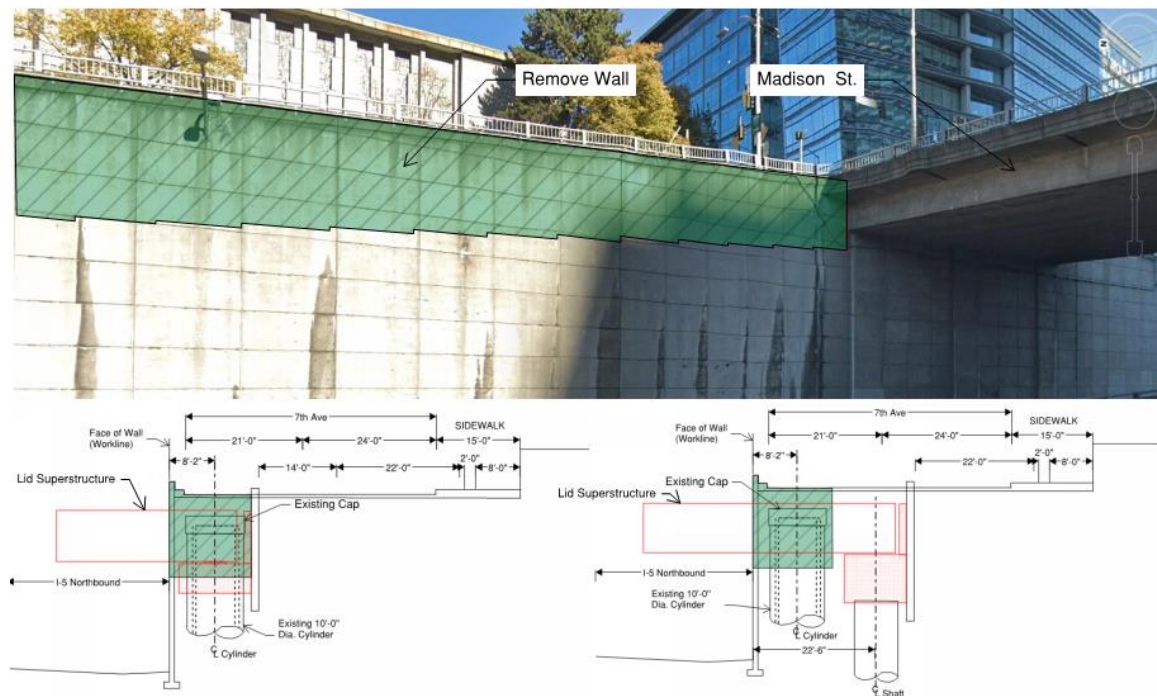 Remove Wall
Madison St.
N
7th Ave
Face of Wall
(Workline)
SIDEWALK
21'-0"
24'-0"
15'-0"
8'-2"
14'-0"
22'-0"
2'-0"
8'-0"
Lid Superstructure
Existing Cap
I-5 Northbound
Existing 10'-0"
Dia. Cylinder
℄ Cylinder
7th Ave
Face of Wall
(Workline)
SIDEWALK
21'-0"
24'-0"
15'-0"
8'-2"
22'-0"
2'-0"
8'-0"
Existing Cap
Lid Superstructure
I-5 Northbound
Existing 10'-0"
Dia. Cylinder
℄ Cylinder
22'-6"
℄ Shaft